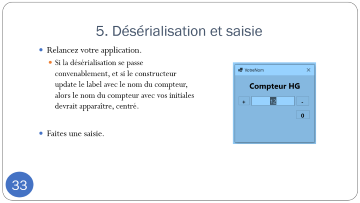 5. Désérialisation et saisie
Relancez votre application.
Si la désérialisation se passe
convenablement, et si le constructeur
update le label avec le nom du compteur,
alors le nom du compteur avec vos initiales
devrait apparaître, centré.
Faites une saisie.
Compteur HG
+
-
0
33